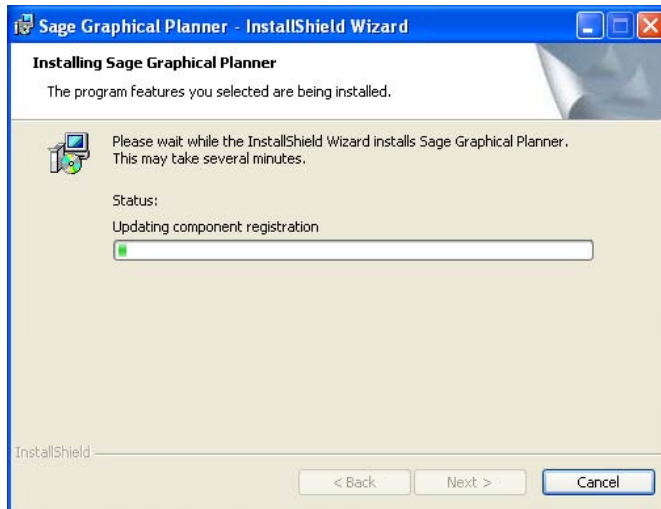 Sage Graphical Planner - InstallShield Wizard
Installing Sage Graphical Planner
The program features you selected are being installed.
Please wait while the InstallShield Wizard installs Sage Graphical Planner.
This may take several minutes.
Status:
Updating component registration
InstallShield
< Back Next > Cancel